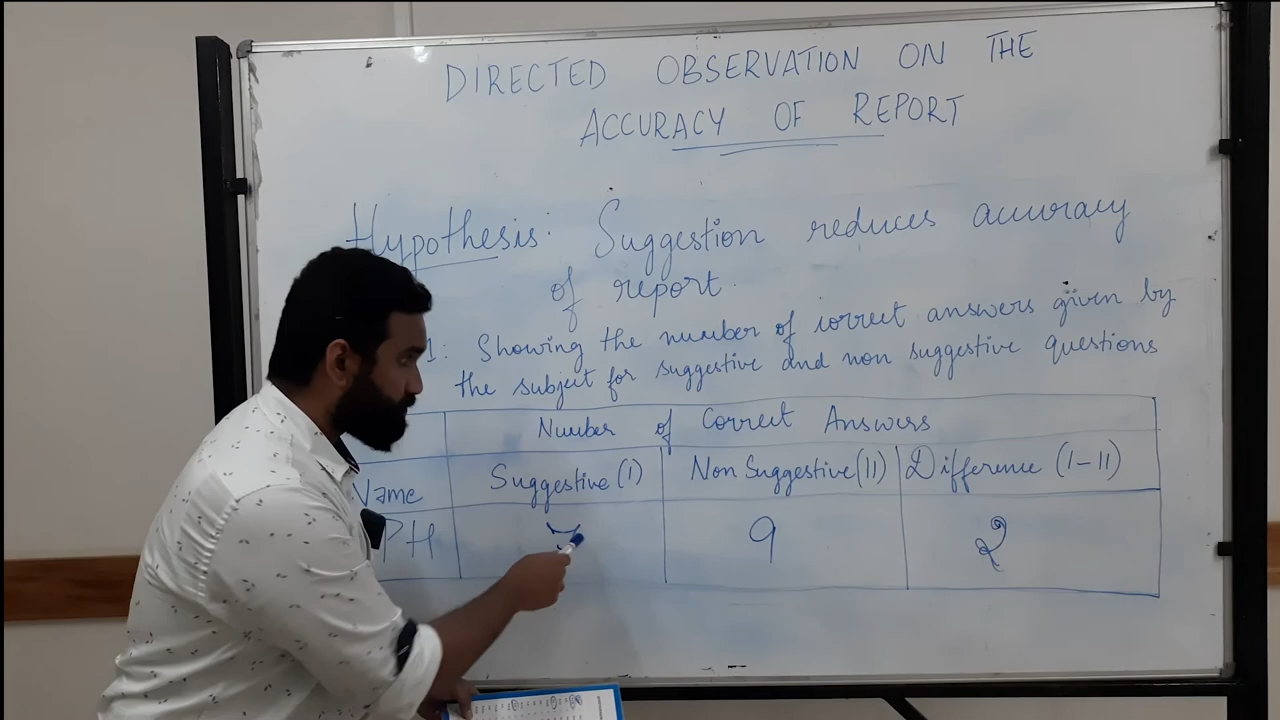 DIRECTED OBSERVATION ON THE
ACCURACY OF REPORT
Hypothesis: Suggestion reduces accuracy
of report.
1: Showing the number of correct answers given by
the subject for suggestive and non suggestive questions
Number of Correct Answers
Name Suggestive (I) Non Suggestive (II) Difference (I-II)
PH 9 2